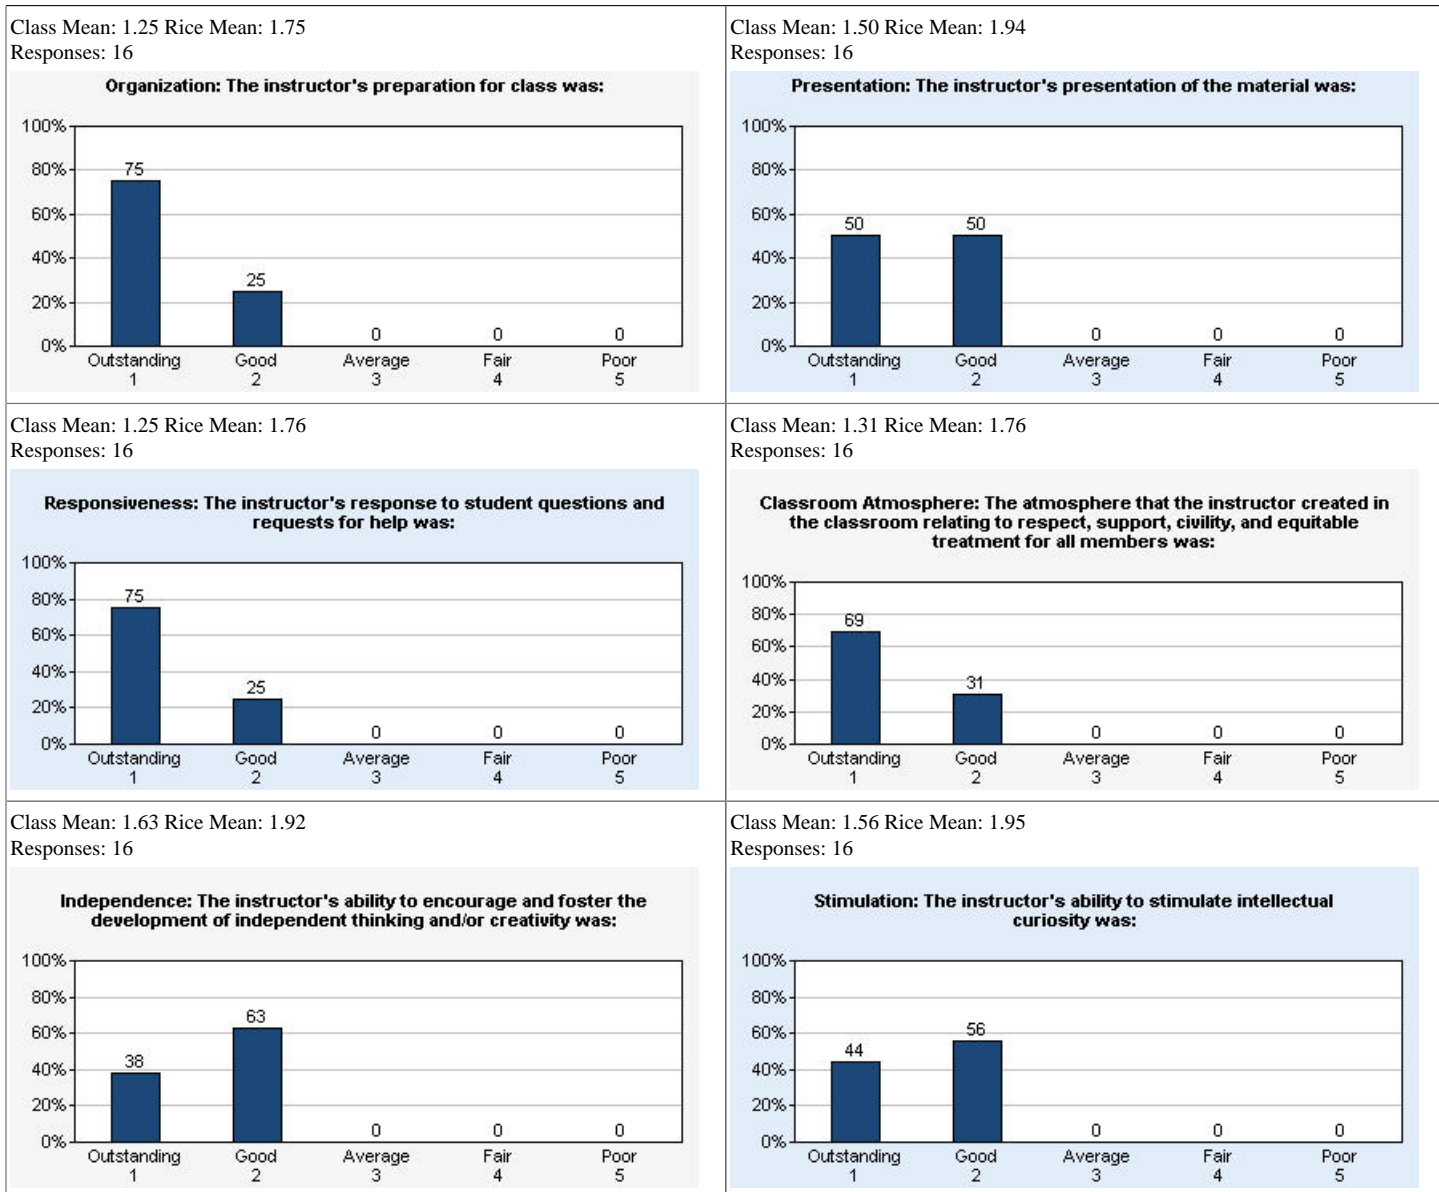 Class Mean: 1.25 Rice Mean: 1.75
Responses: 16
Organization: The instructor's preparation for class was:
100%
80%
60%
40%
20%
0%
75
25
0
0
0
Outstanding
1
Good
2
Average
3
Fair
4
Poor
5
Class Mean: 1.50 Rice Mean: 1.94
Responses: 16
Presentation: The instructor's presentation of the material was:
100%
80%
60%
40%
20%
0%
50
50
0
0
0
Outstanding
1
Good
2
Average
3
Fair
4
Poor
5
Class Mean: 1.25 Rice Mean: 1.76
Responses: 16
Responsiveness: The instructor's response to student questions and
requests for help was:
100%
80%
60%
40%
20%
0%
75
25
0
0
0
Outstanding
1
Good
2
Average
3
Fair
4
Poor
5
Class Mean: 1.31 Rice Mean: 1.76
Responses: 16
Classroom Atmosphere: The atmosphere that the instructor created in
the classroom relating to respect, support, civility, and equitable
treatment for all members was:
100%
80%
60%
40%
20%
0%
69
31
0
0
0
Outstanding
1
Good
2
Average
3
Fair
4
Poor
5
Class Mean: 1.63 Rice Mean: 1.92
Responses: 16
Independence: The instructor's ability to encourage and foster the
development of independent thinking and/or creativity was:
100%
80%
60%
40%
20%
0%
38
63
0
0
0
Outstanding
1
Good
2
Average
3
Fair
4
Poor
5
Class Mean: 1.56 Rice Mean: 1.95
Responses: 16
Stimulation: The instructor's ability to stimulate intellectual
curiosity was:
100%
80%
60%
40%
20%
0%
44
56
0
0
0
Outstanding
1
Good
2
Average
3
Fair
4
Poor
5